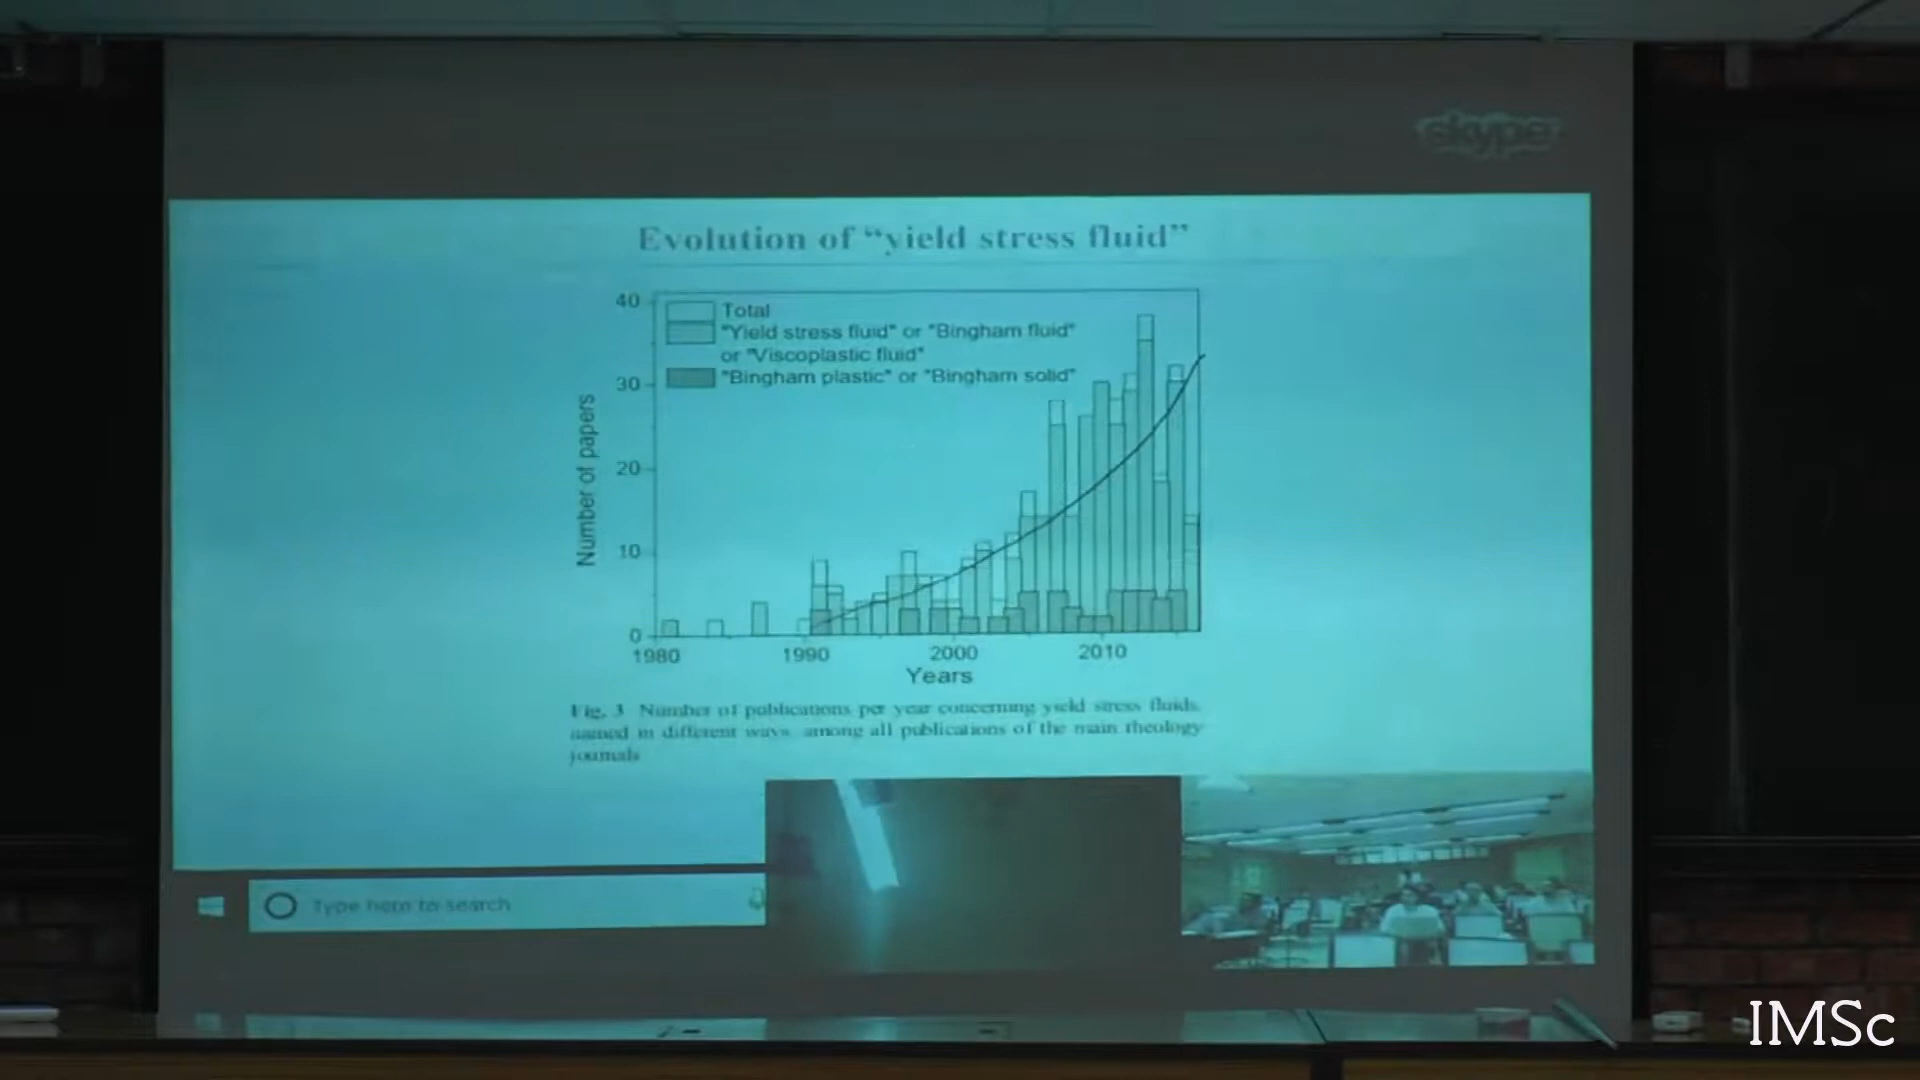 skype
Evolution of “yield stress fluid”
40
30
20
10
0
Number of papers
Total
"Yield stress fluid" or "Bingham fluid"
or "Viscoplastic fluid"
"Bingham plastic" or "Bingham solid"
1980 1990 2000 2010
Years
Fig. 3 Number of publications per year concerning yield stress fluids,
named in different ways, among all publications of the main rheology
journals
Type here to search
IMSc